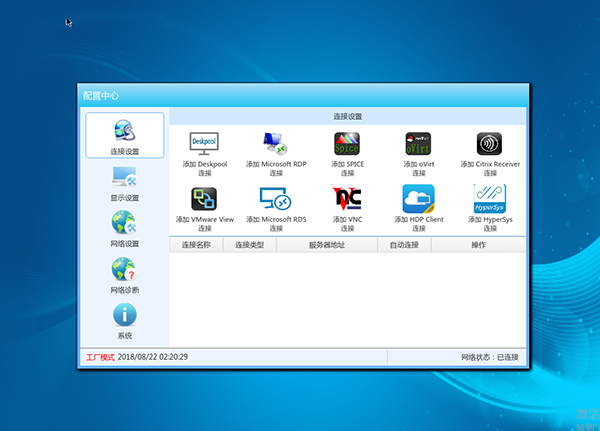 配置中心
连接设置
显示设置
网络设置
网络诊断
系统
连接设置
Deskpool
Spice
redhat
oVirt
添加 Deskpool 连接
添加 Microsoft RDP 连接
添加 SPICE 连接
添加 oVirt 连接
添加 Citrix Receiver 连接
VNC
HyperSys
添加 VMware View 连接
添加 Microsoft RDS 连接
添加 VNC 连接
添加 HDP Client 连接
添加 HyperSys 连接
连接名称 连接类型 服务器地址 自动连接 操作
工厂模式 2018/08/22 02:20:29
网络状态：已连接
激活